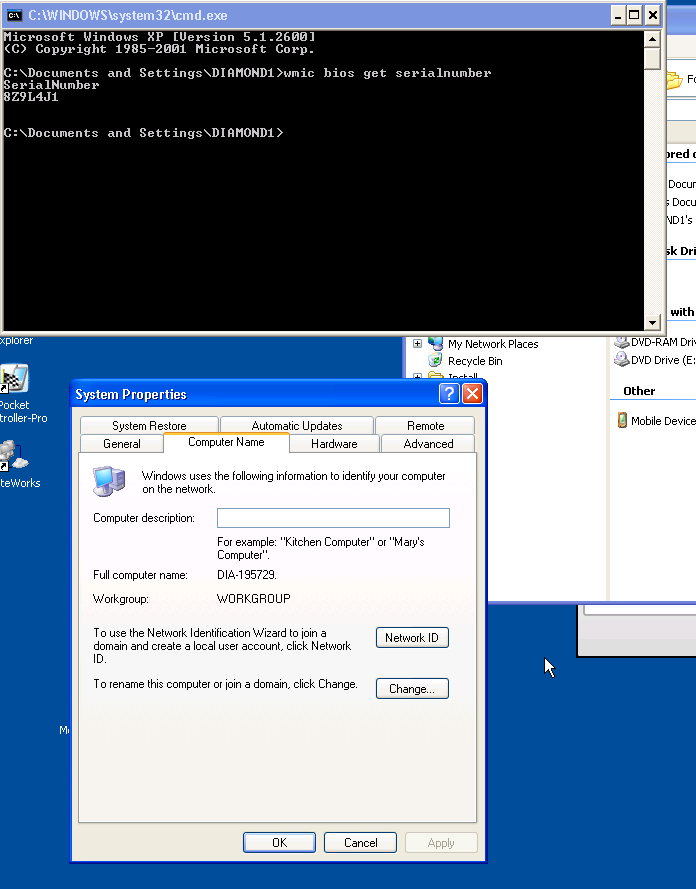 C:\WINDOWS\system32\cmd.exe
Microsoft Windows XP [Version 5.1.2600]
(C) Copyright 1985-2001 Microsoft Corp.
C:\Documents and Settings\DIAMOND1>wmic bios get serialnumber
SerialNumber
8Z9L4J1
C:\Documents and Settings\DIAMOND1>
Fo
ored o
Docum
s Docu
ND1's
sk Driv
with
DVD-RAM Driv
DVD Drive (E:
Other
Mobile Device
My Network Places
Recycle Bin
Install
xplorer
Pocket
troller-Pro
teWorks
System Properties
System Restore
Automatic Updates
Remote
General
Computer Name
Hardware
Advanced
Windows uses the following information to identify your computer
on the network.
Computer description:
For example: "Kitchen Computer" or "Mary's
Computer".
Full computer name: DIA-195729.
Workgroup: WORKGROUP
To use the Network Identification Wizard to join a
domain and create a local user account, click Network
ID.
Network ID
To rename this computer or join a domain, click Change.
Change...
OK
Cancel
Apply